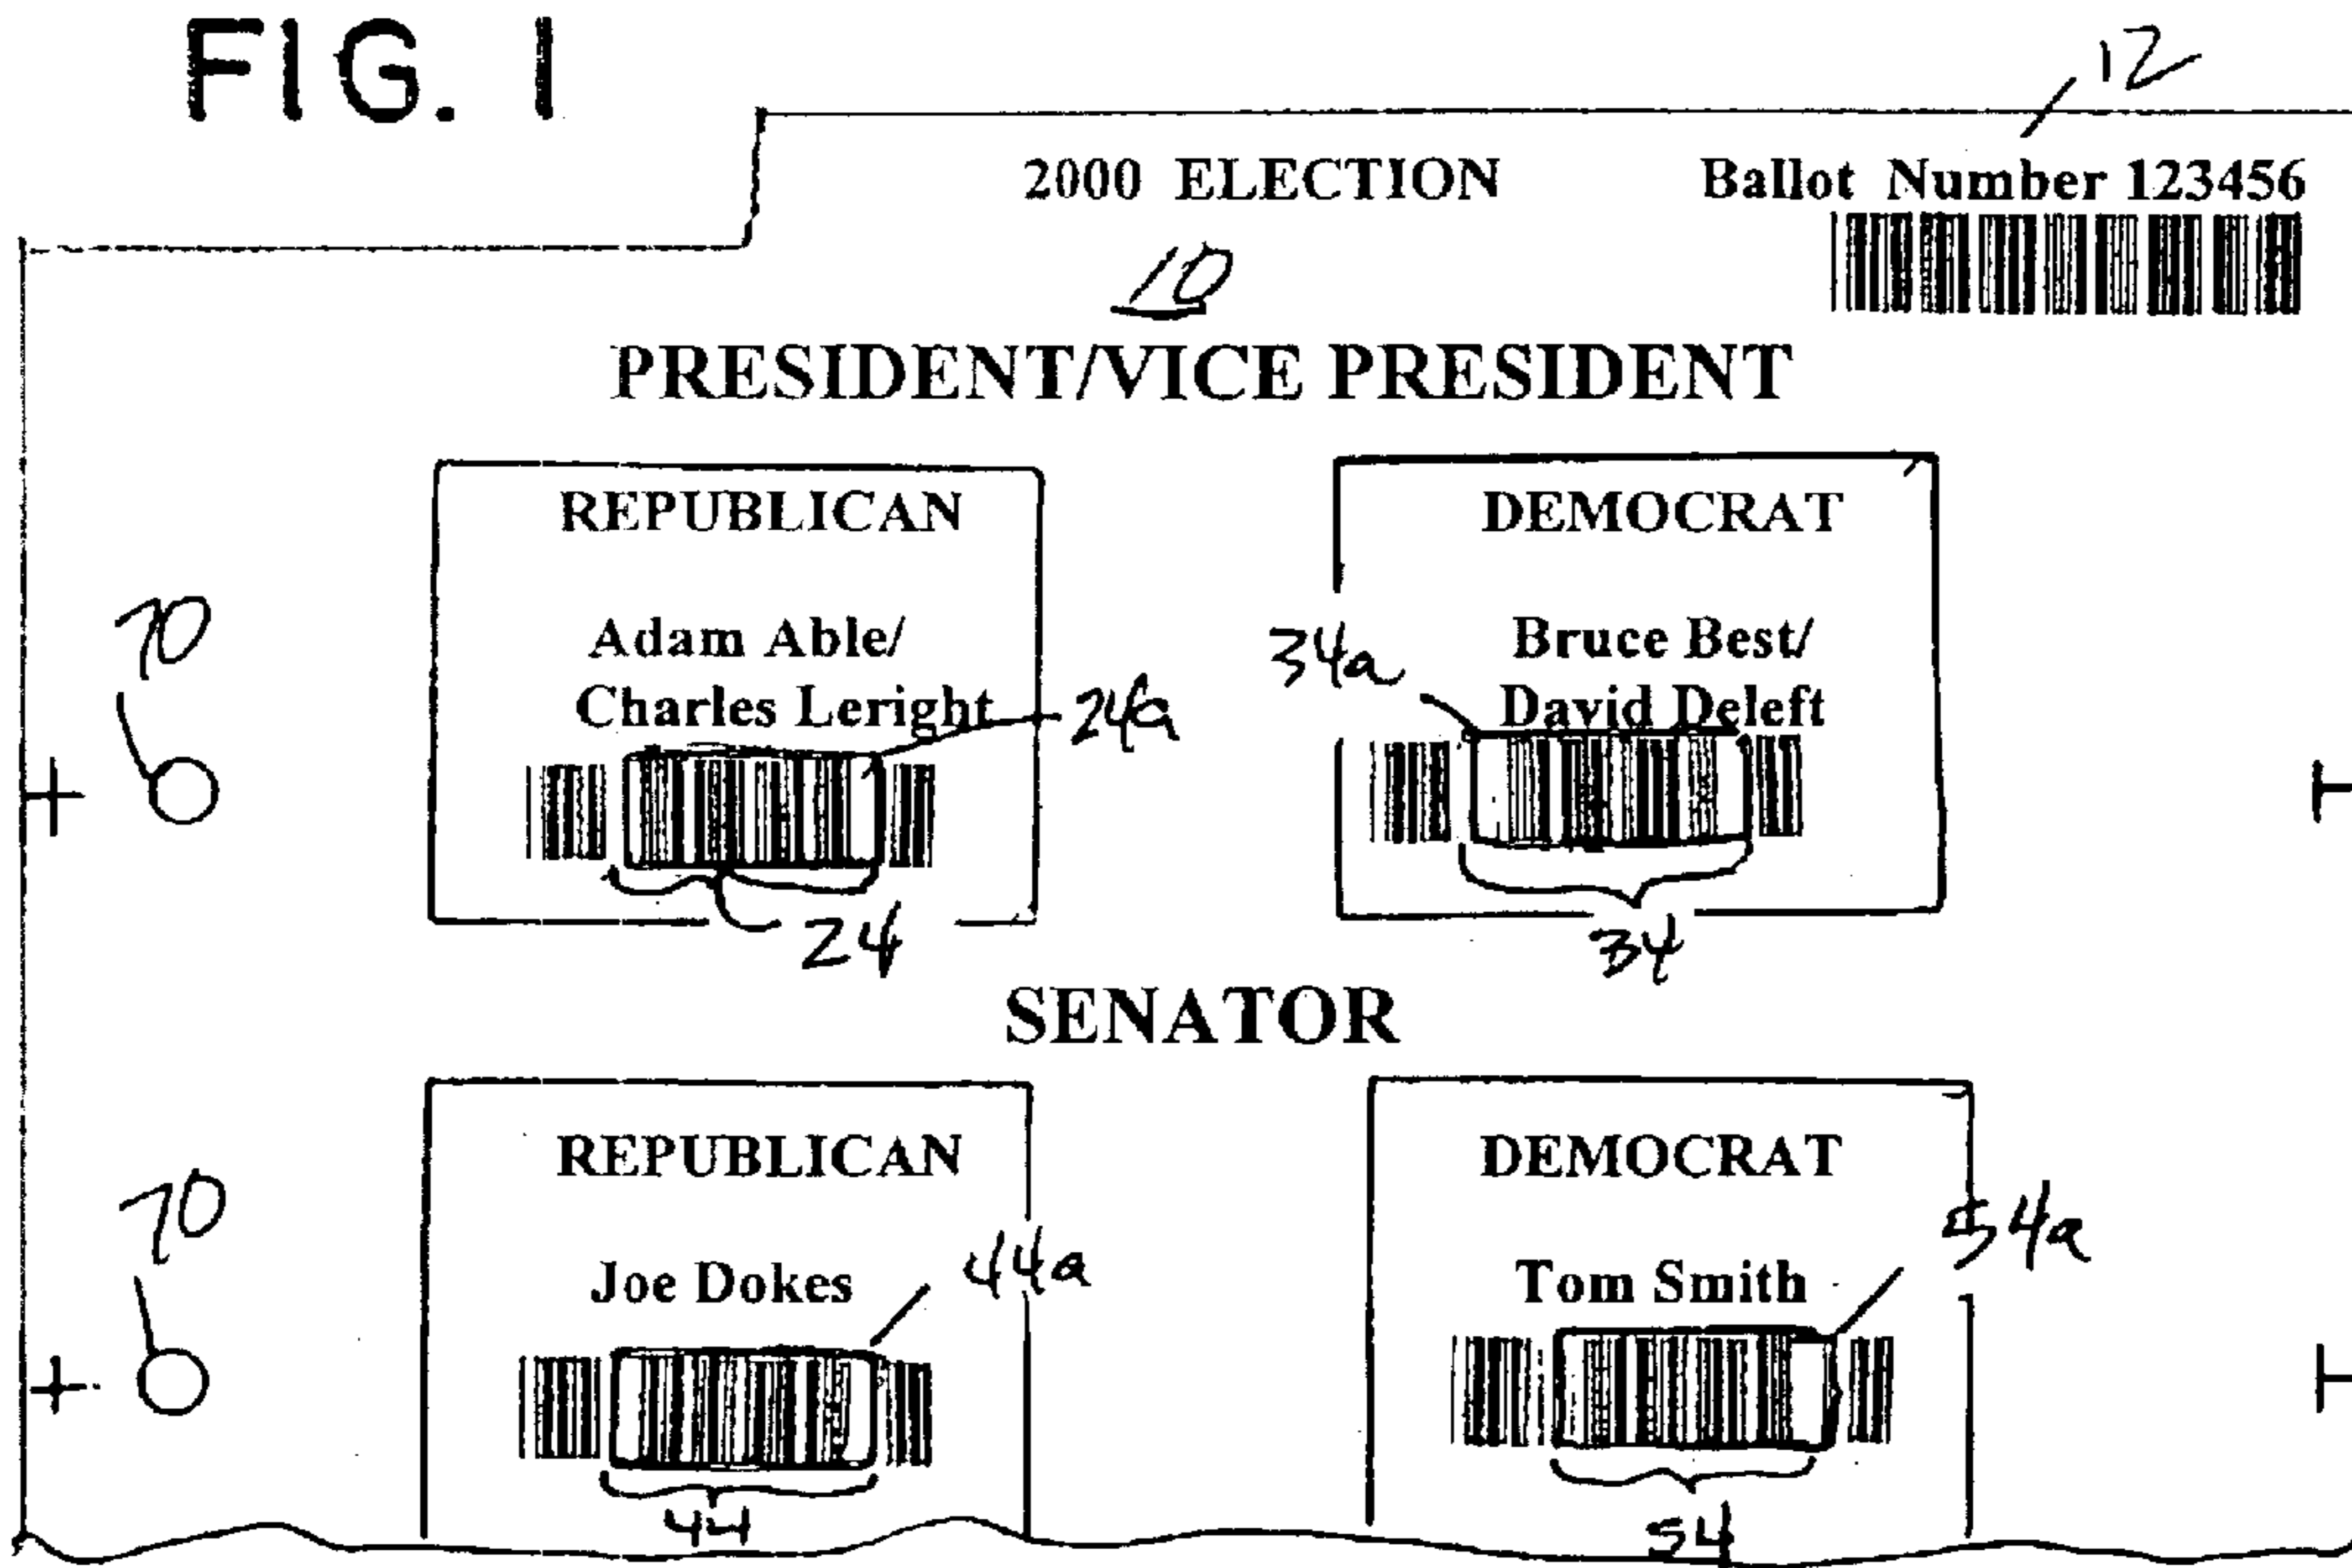 FIG. 1
12
2000 ELECTION
Ballot Number 123456
10
PRESIDENT/VICE PRESIDENT
REPUBLICAN
DEMOCRAT
70
Adam Able/
Charles Leright
24a
34a
Bruce Best/
David Deleft
24
34
SENATOR
REPUBLICAN
DEMOCRAT
70
Joe Dokes
44a
Tom Smith
54a
44
54